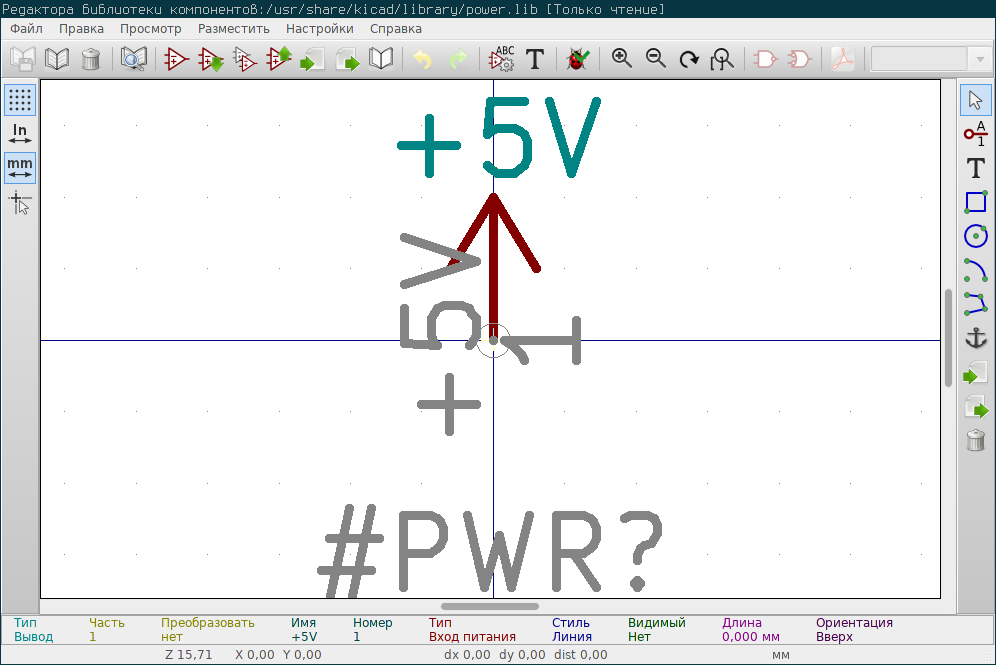 Редактора библиотеки компонентов:/usr/share/kicad/library/power.lib [Только чтение]
Файл Правка Просмотр Разместить Настройки Справка
ABC
T
In
mm
A
1
T
+5V
+5V
1
#PWR?
Тип Часть Преобразовать Имя Номер Тип Стиль Видимый Длина Ориентация
Вывод 1 нет +5V 1 Вход питания Линия Нет 0,000 мм Вверх
Z 15,71 X 0,00 Y 0,00 dx 0,00 dy 0,00 dist 0,00 мм